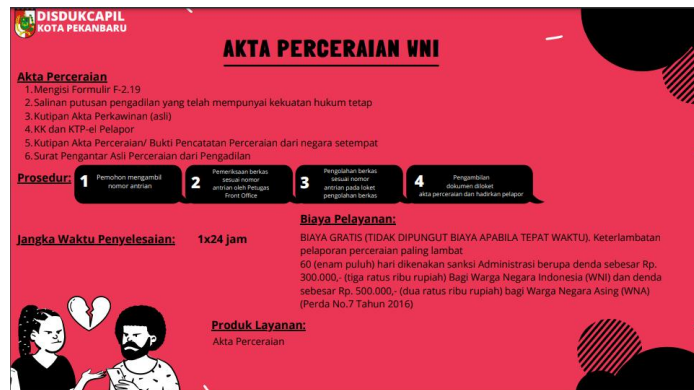 DISDUKCAPIL
KOTA PEKANBARU
AKTA PERCERAIAN WNI
Akta Perceraian
1. Mengisi Formulir F-2.19
2. Salinan putusan pengadilan yang telah mempunyai kekuatan hukum tetap
3. Kutipan Akta Perkawinan (asli)
4. KK dan KTP-el Pelapor
5. Kutipan Akta Perceraian/ Bukti Pencatatan Perceraian dari negara setempat
6. Surat Pengantar Asli Perceraian dari Pengadilan
Prosedur:
1 Pemohon mengambil
nomor antrian
2 Pemeriksaan berkas
sesuai nomor
antrian oleh Petugas
Front Office
3 Pengolahan berkas
sesuai nomor
antrian pada loket
pengolahan berkas
4 Pengambilan
dokumen diloket
akta perceraian dan hadirkan pelapor
Jangka Waktu Penyelesaian: 1x24 jam
Biaya Pelayanan:
BIAYA GRATIS (TIDAK DIPUNGUT BIAYA APABILA TEPAT WAKTU). Keterlambatan
pelaporan perceraian paling lambat
60 (enam puluh) hari dikenakan sanksi Administrasi berupa denda sebesar Rp.
300.000,- (tiga ratus ribu rupiah) Bagi Warga Negara Indonesia (WNI) dan denda
sebesar Rp. 500.000,- (dua ratus ribu rupiah) bagi Warga Negara Asing (WNA)
(Perda No.7 Tahun 2016)
Produk Layanan:
Akta Perceraian